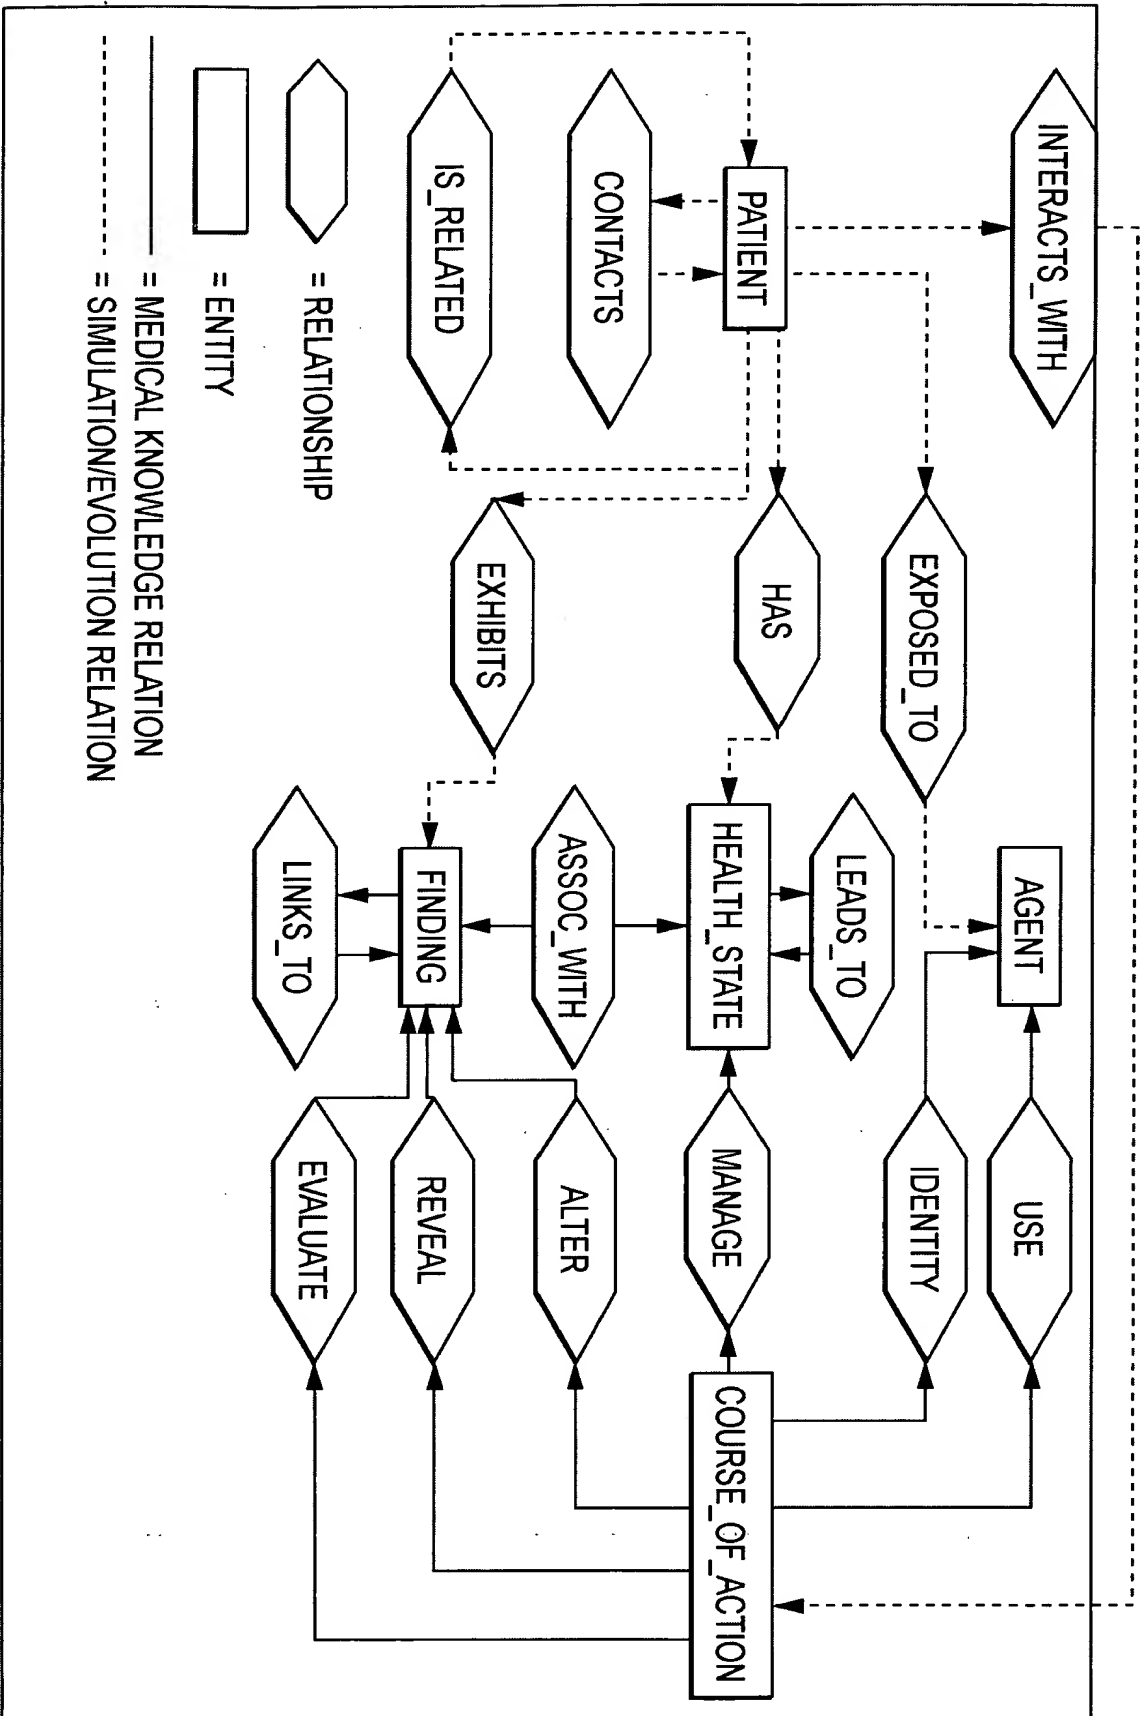 INTERACTS_WITH
PATIENT
CONTACTS
IS_RELATED
EXPOSED_TO
HAS
EXHIBITS
AGENT
LEADS_TO
HEALTH_STATE
ASSOC_WITH
FINDING
LINKS_TO
USE
IDENTITY
MANAGE
ALTER
REVEAL
EVALUATE
COURSE_OF_ACTION
= RELATIONSHIP
= ENTITY
= MEDICAL KNOWLEDGE RELATION
= SIMULATION/EVOLUTION RELATION